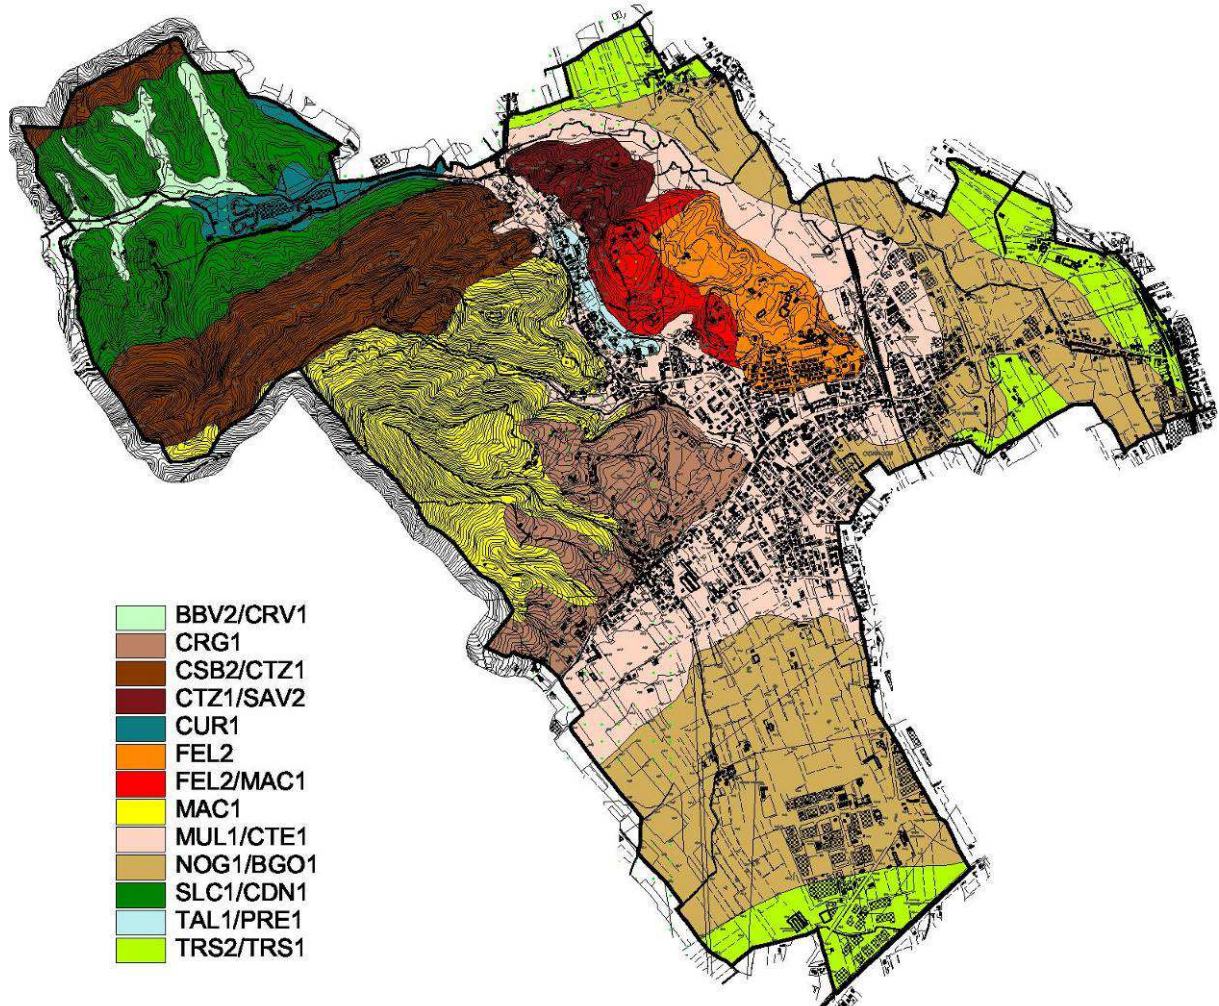 BBV2/CRV1
CRG1
CSB2/CTZ1
CTZ1/SAV2
CUR1
FEL2
FEL2/MAC1
MAC1
MUL1/CTE1
NOG1/BGO1
SLC1/CDN1
TAL1/PRE1
TRS2/TRS1